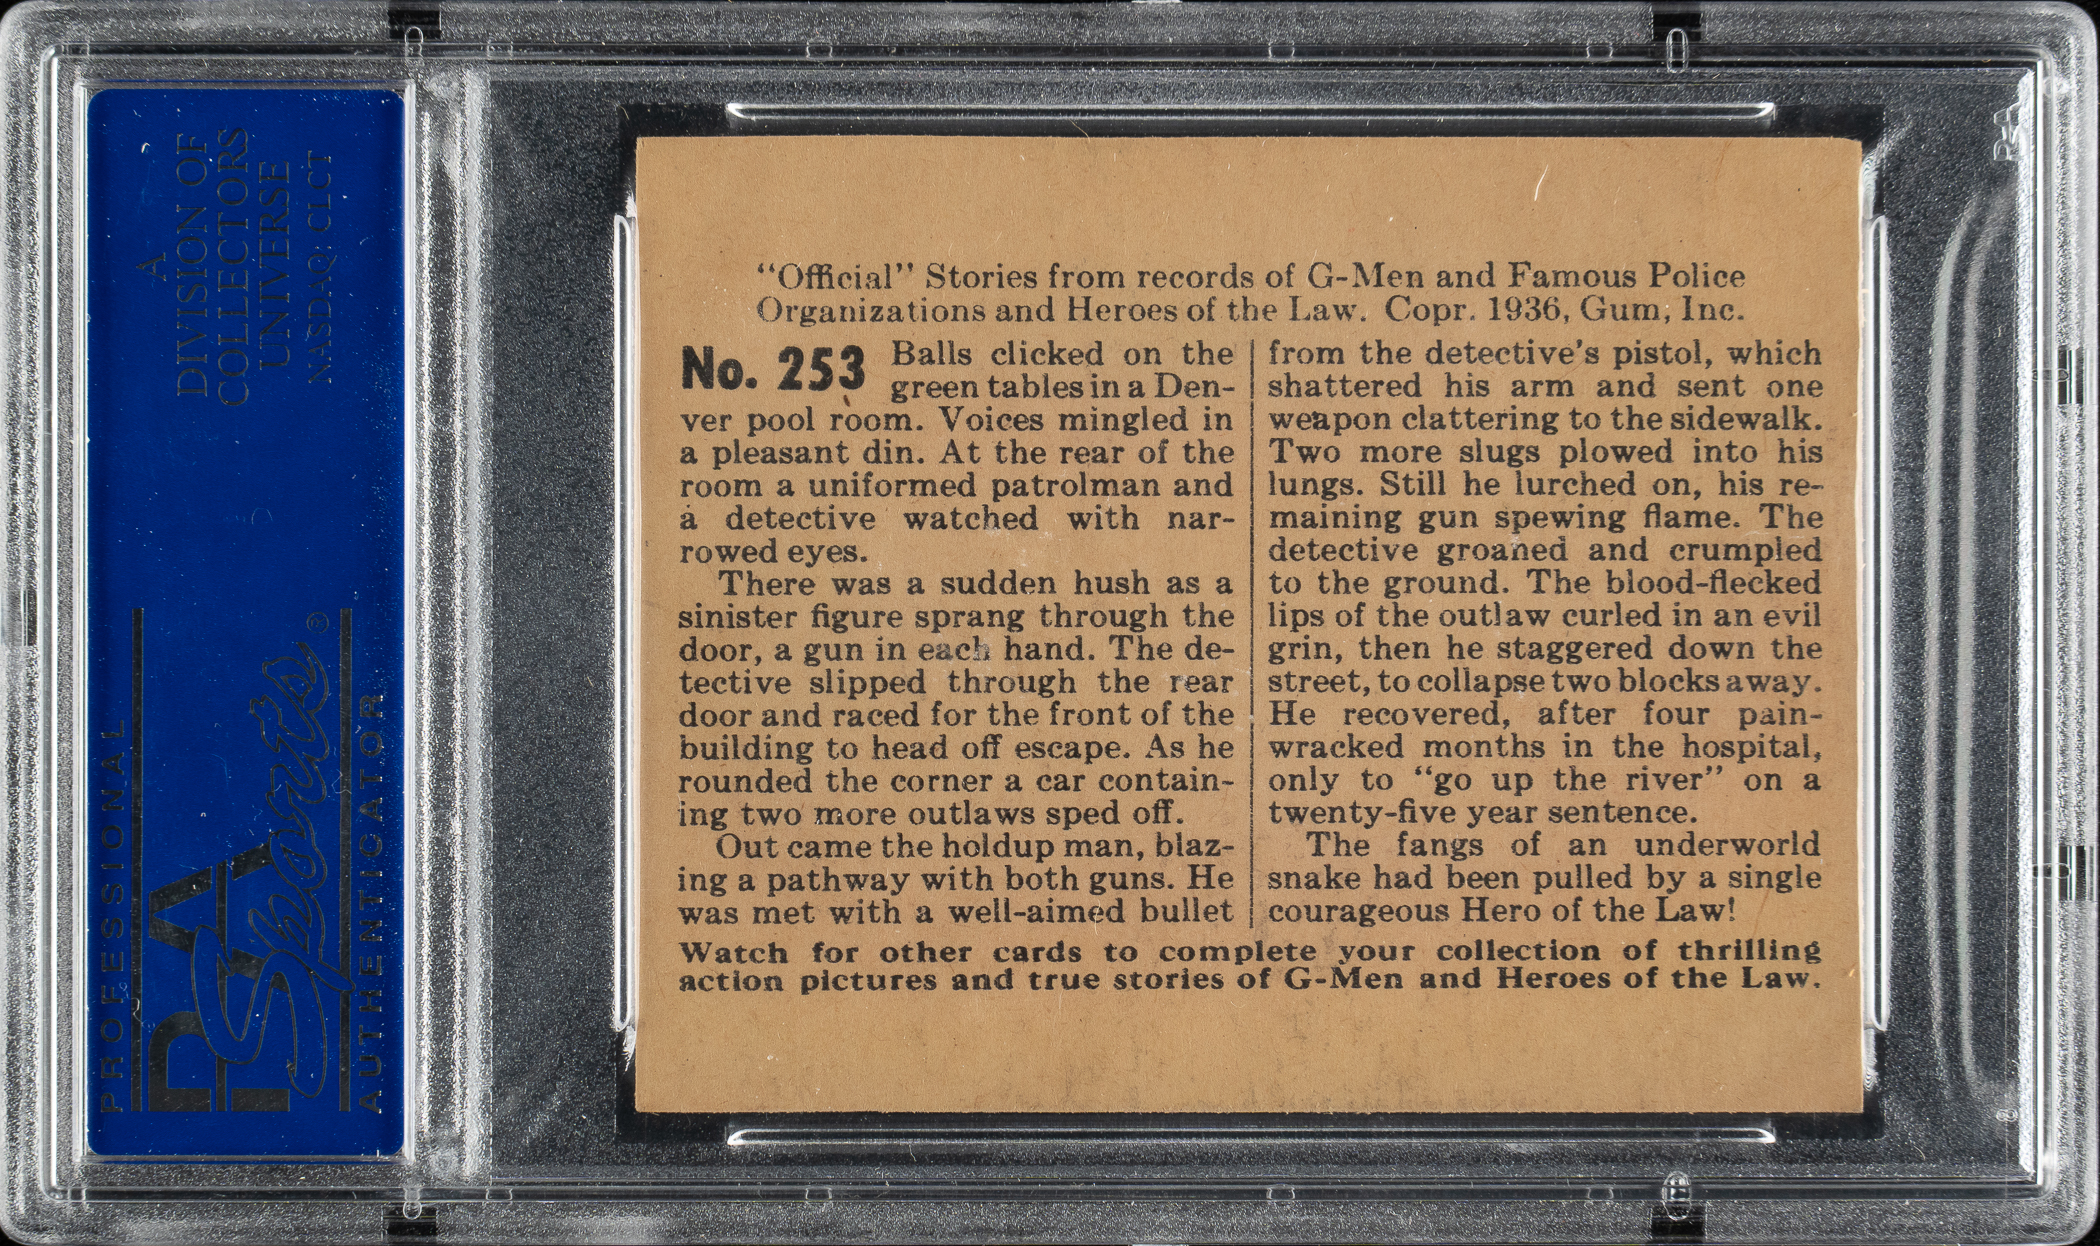 A
DIVISION OF
COLLECTORS
UNIVERSE
NASDAQ: CLCT
PROFESSIONAL
PSA
Sports®
AUTHENTICATOR
PSA
"Official" Stories from records of G-Men and Famous Police
Organizations and Heroes of the Law. Copr. 1936, Gum, Inc.
No. 253
Balls clicked on the
green tables in a Den-
ver pool room. Voices mingled in
a pleasant din. At the rear of the
room a uniformed patrolman and
a detective watched with nar-
rowed eyes.
There was a sudden hush as a
sinister figure sprang through the
door, a gun in each hand. The de-
tective slipped through the rear
door and raced for the front of the
building to head off escape. As he
rounded the corner a car contain-
ing two more outlaws sped off.
Out came the holdup man, blaz-
ing a pathway with both guns. He
was met with a well-aimed bullet
from the detective's pistol, which
shattered his arm and sent one
weapon clattering to the sidewalk.
Two more slugs plowed into his
lungs. Still he lurched on, his re-
maining gun spewing flame. The
detective groaned and crumpled
to the ground. The blood-flecked
lips of the outlaw curled in an evil
grin, then he staggered down the
street, to collapse two blocks away.
He recovered, after four pain-
wracked months in the hospital,
only to "go up the river" on a
twenty-five year sentence.
The fangs of an underworld
snake had been pulled by a single
courageous Hero of the Law!
Watch for other cards to complete your collection of thrilling
action pictures and true stories of G-Men and Heroes of the Law.